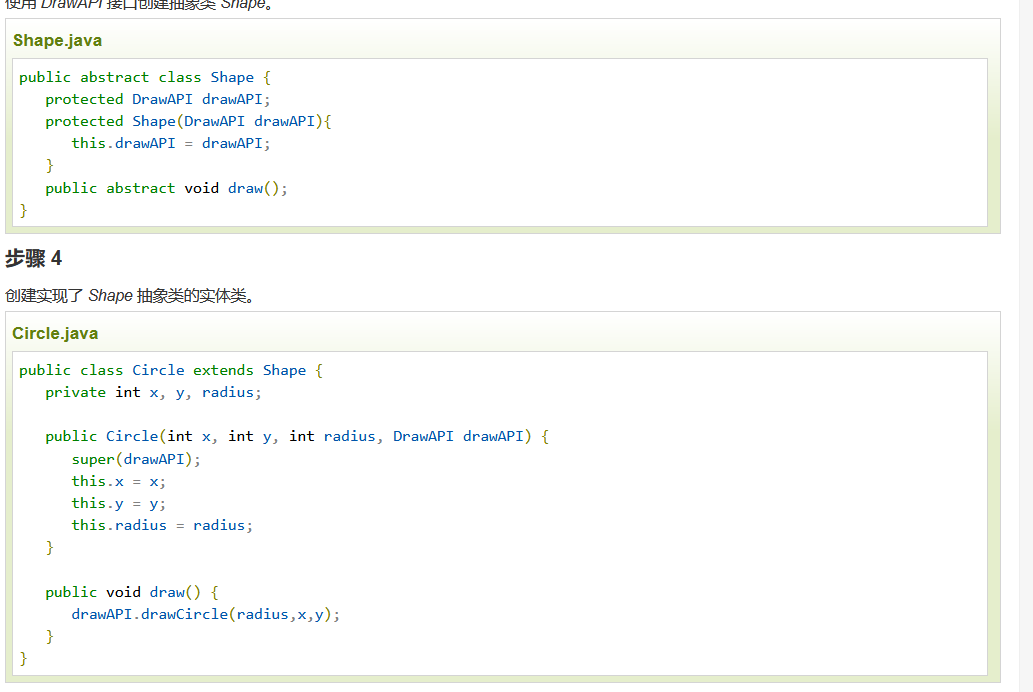 使用 DrawAPI 接口创建抽象类 Shape。
Shape.java
public abstract class Shape {
   protected DrawAPI drawAPI;
   protected Shape(DrawAPI drawAPI){
      this.drawAPI = drawAPI;
   }
   public abstract void draw();
}
步骤 4
创建实现了 Shape 抽象类的实体类。
Circle.java
public class Circle extends Shape {
   private int x, y, radius;

   public Circle(int x, int y, int radius, DrawAPI drawAPI) {
      super(drawAPI);
      this.x = x;
      this.y = y;
      this.radius = radius;
   }

   public void draw() {
      drawAPI.drawCircle(radius,x,y);
   }
}